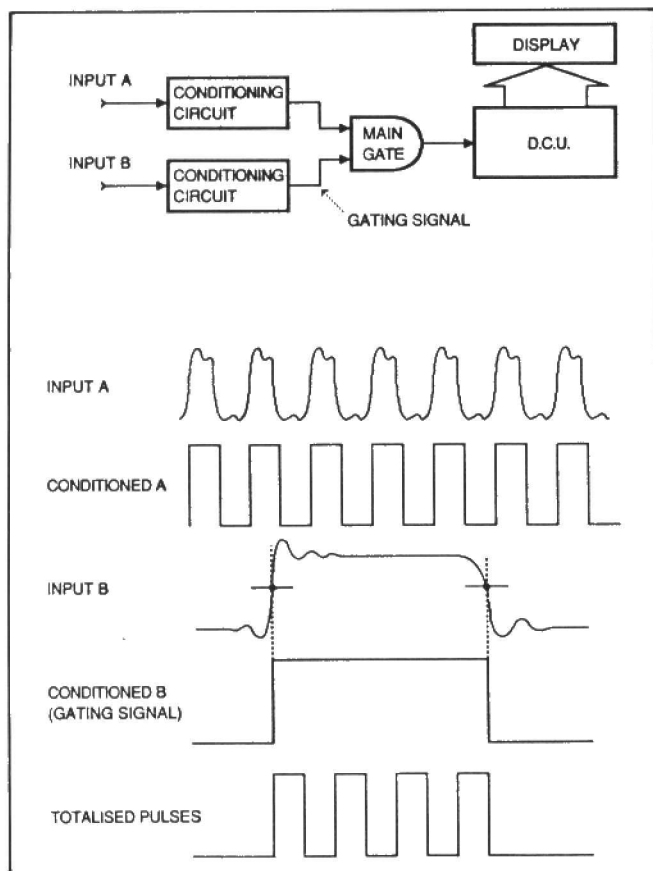 DISPLAY
INPUT A
CONDITIONING
CIRCUIT
MAIN
GATE
D.C.U.
INPUT B
CONDITIONING
CIRCUIT
GATING SIGNAL
INPUT A
CONDITIONED A
INPUT B
CONDITIONED B
(GATING SIGNAL)
TOTALISED PULSES